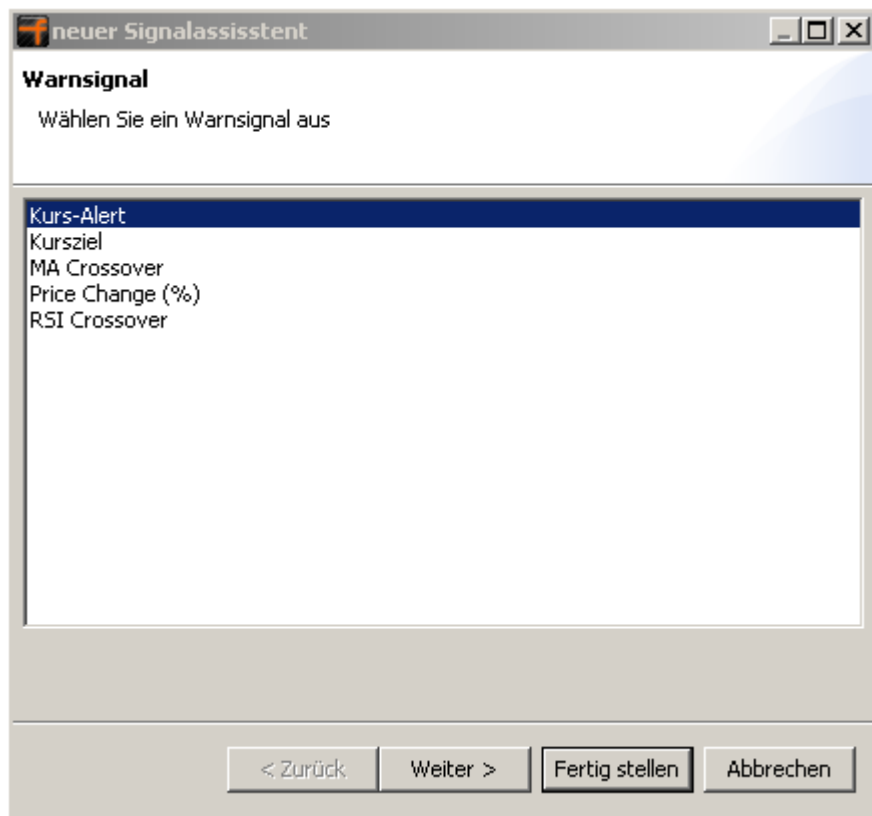 neuer Signalassisstent
Warnsignal
Wählen Sie ein Warnsignal aus
Kurs-Alert
Kursziel
MA Crossover
Price Change (%)
RSI Crossover
< Zurück Weiter > Fertig stellen Abbrechen